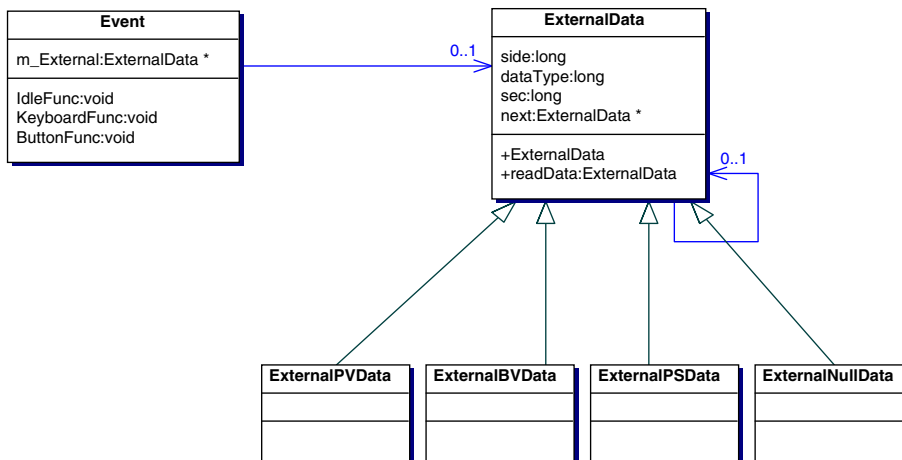 Event
m_External:ExternalData *
IdleFunc:void
KeyboardFunc:void
ButtonFunc:void
0..1
ExternalData
side:long
dataType:long
sec:long
next:ExternalData *
+ExternalData
+readData:ExternalData
0..1
ExternalPVData
ExternalBVData
ExternalPSData
ExternalNullData